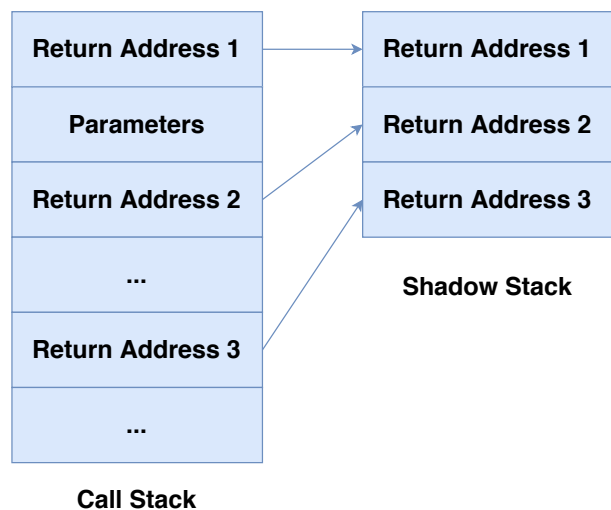 Return Address 1
Parameters
Return Address 2
...
Return Address 3
...
Call Stack
Return Address 1
Return Address 2
Return Address 3
Shadow Stack